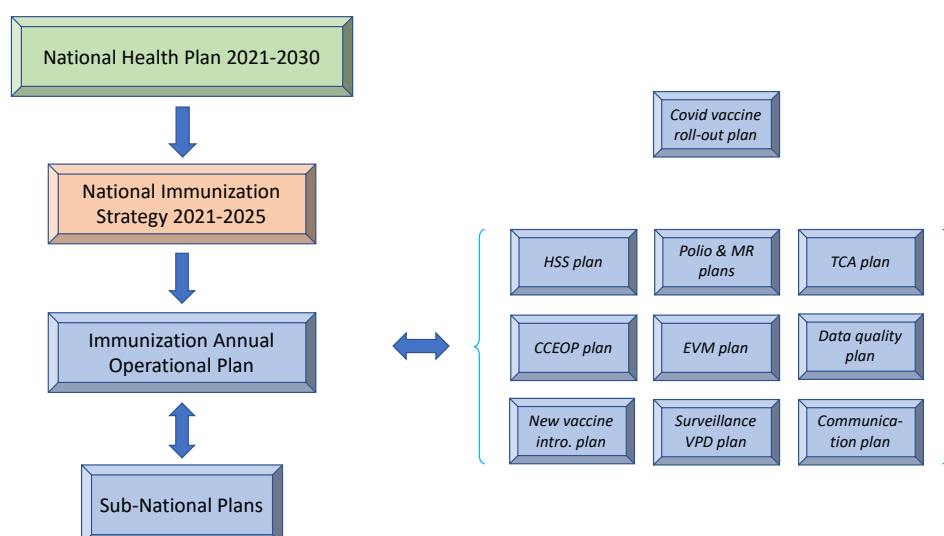 National Health Plan 2021-2030
Covid vaccine
roll-out plan
National Immunization
Strategy 2021-2025
HSS plan
Polio & MR
plans
TCA plan
Immunization Annual
Operational Plan
CCEOP plan
EVM plan
Data quality
plan
New vaccine
intro. plan
Surveillance
VPD plan
Communica-
tion plan
Sub-National Plans